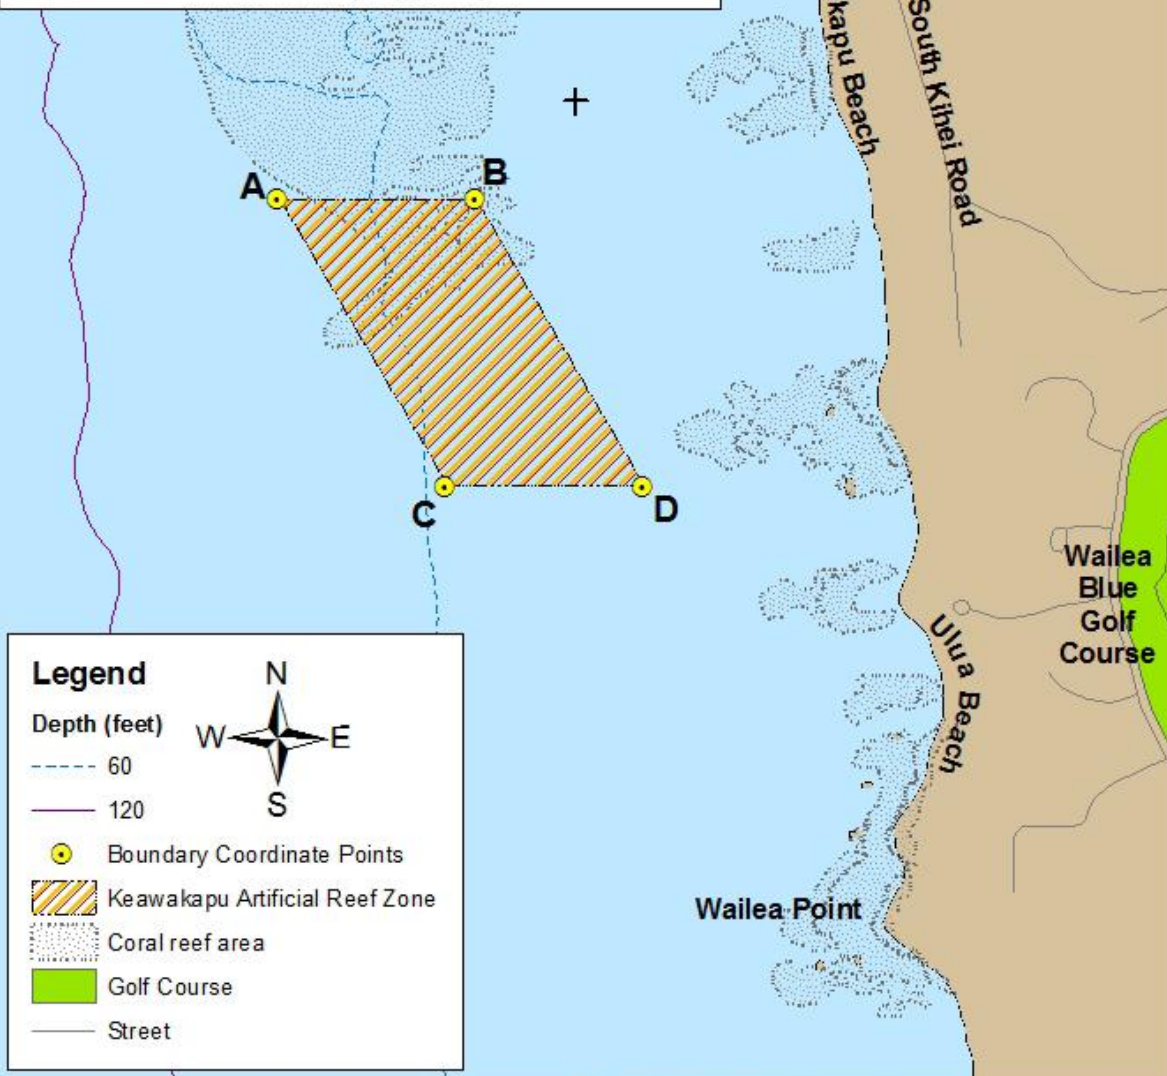 kapu Beach
South Kihei Road
A
B
C
D
Wailea
Blue
Golf
Course
Ulua Beach
Wailea Point
Legend
N
W
E
S
Depth (feet)
60
120
Boundary Coordinate Points
Keawakapu Artificial Reef Zone
Coral reef area
Golf Course
Street